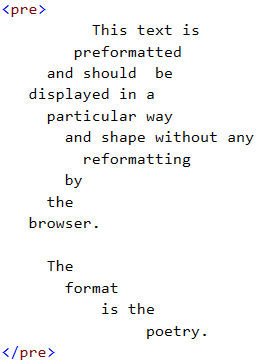 <pre>
          This text is
        preformatted
     and should  be
   displayed in a
     particular way
       and shape without any
         reformatting
       by
     the
   browser.

     The
       format
           is the
                poetry.
</pre>